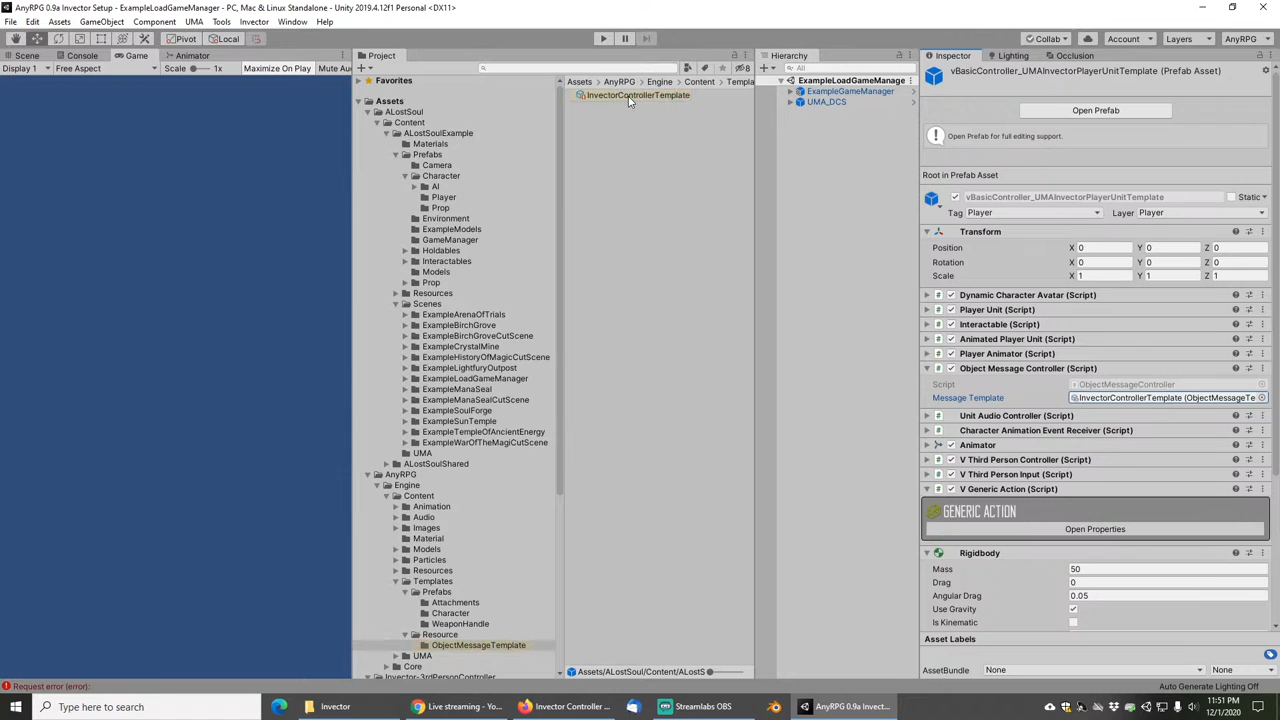 AnyRPG 0.9a Invector Setup - ExampleLoadGameManager - PC, Mac & Linux Standalone - Unity 2019.4.12f1 Personal <DX11>
File Edit Assets GameObject Component UMA Tools Invector Window Help
Pivot Local Collab Account Layers AnyRPG
Scene Console Game Animator
Display 1 Free Aspect Scale 1x Maximize On Play Mute Au
Project
Favorites
Assets
ALostSoul
Content
ALostSoulExample
Materials
Prefabs
Camera
Character
AI
Player
Prop
Environment
ExampleModels
GameManager
Holdables
Interactables
Models
Prop
Resources
Scenes
ExampleArenaOfTrials
ExampleBirchGrove
ExampleBirchGroveCutScene
ExampleCrystalMine
ExampleHistoryOfMagicCutScene
ExampleLightfuryOutpost
ExampleLoadGameManager
ExampleManaSeal
ExampleManaSealCutScene
ExampleSoulForge
ExampleSunTemple
ExampleTempleOfAncientEnergy
ExampleWarOfTheMagiCutScene
UMA
ALostSoulShared
AnyRPG
Engine
Content
Animation
Audio
Images
Material
Models
Particles
Resources
Templates
Prefabs
Attachments
Character
WeaponHandle
Resource
ObjectMessageTemplate
UMA
Core
Invector-3rdPersonController
8
Assets AnyRPG Engine Content Templa
InvectorControllerTemplate
Assets/ALostSoul/Content/ALostS
Hierarchy
All
ExampleLoadGameManage
ExampleGameManager
UMA_DCS
Inspector Lighting Occlusion
vBasicController_UMAInvectorPlayerUnitTemplate (Prefab Asset)
Open Prefab
Open Prefab for full editing support.
Root in Prefab Asset
vBasicController_UMAInvectorPlayerUnitTemplate Static
Tag Player Layer Player
Transform
Position X 0 Y 0 Z 0
Rotation X 0 Y 0 Z 0
Scale X 1 Y 1 Z 1
Dynamic Character Avatar (Script)
Player Unit (Script)
Interactable (Script)
Animated Player Unit (Script)
Player Animator (Script)
Object Message Controller (Script)
Script ObjectMessageController
Message Template InvectorControllerTemplate (ObjectMessageTe
Unit Audio Controller (Script)
Character Animation Event Receiver (Script)
Animator
V Third Person Controller (Script)
V Third Person Input (Script)
V Generic Action (Script)
GENERIC ACTION
Open Properties
Rigidbody
Mass 50
Drag 0
Angular Drag 0.05
Use Gravity
Is Kinematic
Asset Labels
AssetBundle None None
Request error (error):
Auto Generate Lighting Off
Type here to search
Invector
Live streaming - Yo...
Invector Controller ...
Streamlabs OBS
AnyRPG 0.9a Invect...
11:51 PM
12/1/2020